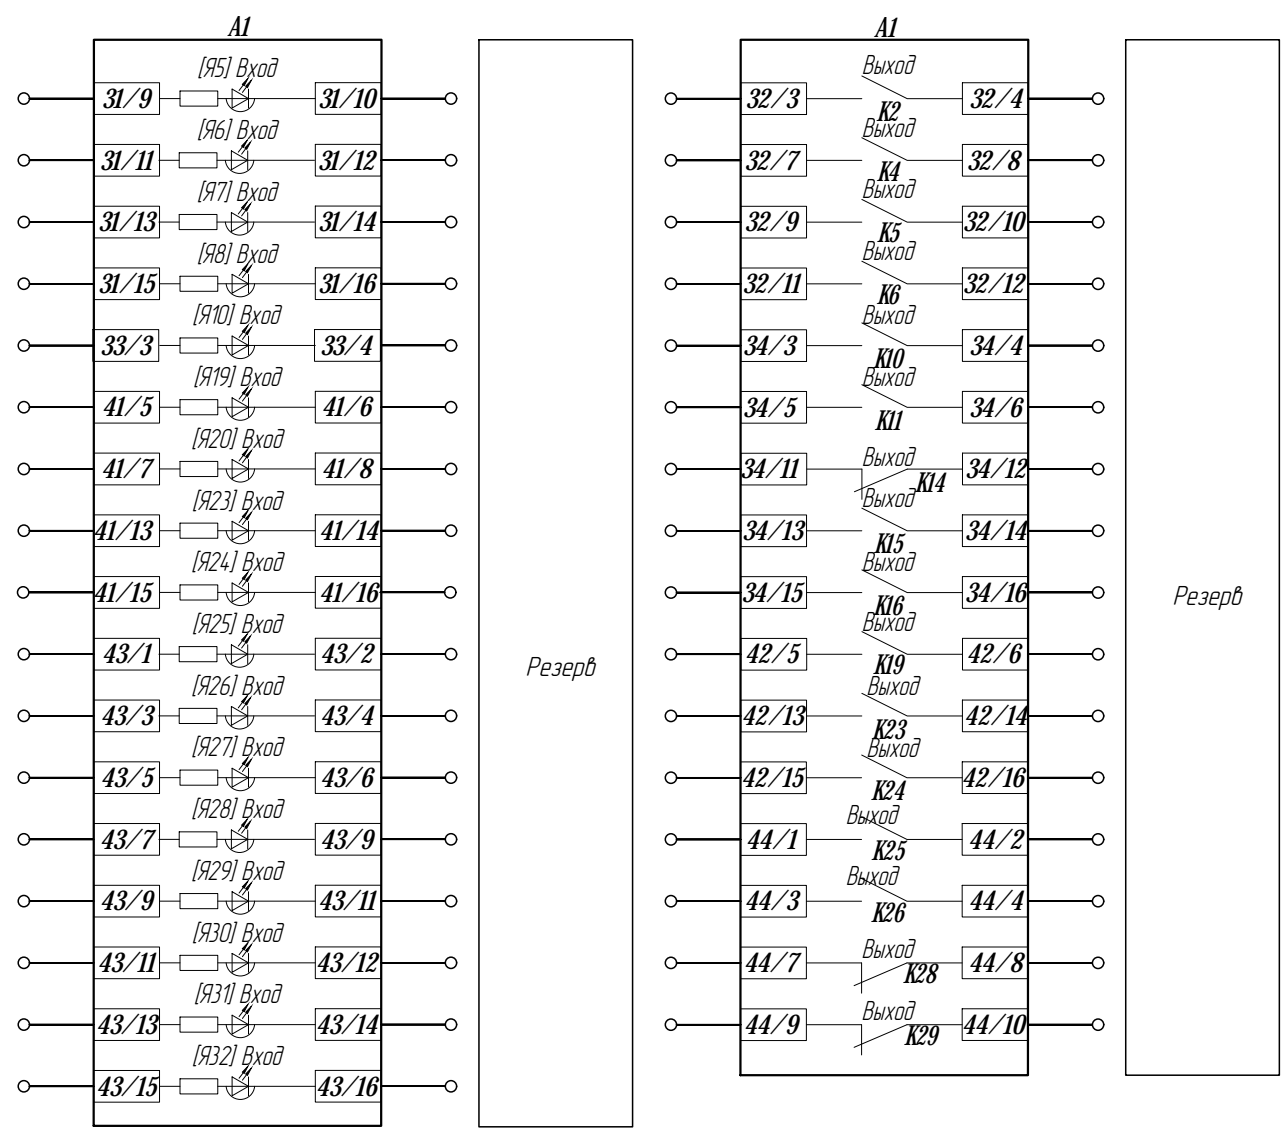 A1
[Я5] Вход
31/9 31/10
[Я6] Вход
31/11 31/12
[Я7] Вход
31/13 31/14
[Я8] Вход
31/15 31/16
[Я10] Вход
33/3 33/4
[Я19] Вход
41/5 41/6
[Я20] Вход
41/7 41/8
[Я23] Вход
41/13 41/14
[Я24] Вход
41/15 41/16
[Я25] Вход
43/1 43/2
[Я26] Вход
43/3 43/4
[Я27] Вход
43/5 43/6
[Я28] Вход
43/7 43/9
[Я29] Вход
43/9 43/11
[Я30] Вход
43/11 43/12
[Я31] Вход
43/13 43/14
[Я32] Вход
43/15 43/16
Резерв
A1
Выход
32/3 32/4
K2
Выход
32/7 32/8
K4
Выход
32/9 32/10
K5
Выход
32/11 32/12
K6
Выход
34/3 34/4
K10
Выход
34/5 34/6
K11
Выход
34/11 34/12
K14
Выход
34/13 34/14
K15
Выход
34/15 34/16
K16
Выход
42/5 42/6
K19
Выход
42/13 42/14
K23
Выход
42/15 42/16
K24
Выход
44/1 44/2
K25
Выход
44/3 44/4
K26
Выход
44/7 44/8
K28
Выход
44/9 44/10
K29
Резерв